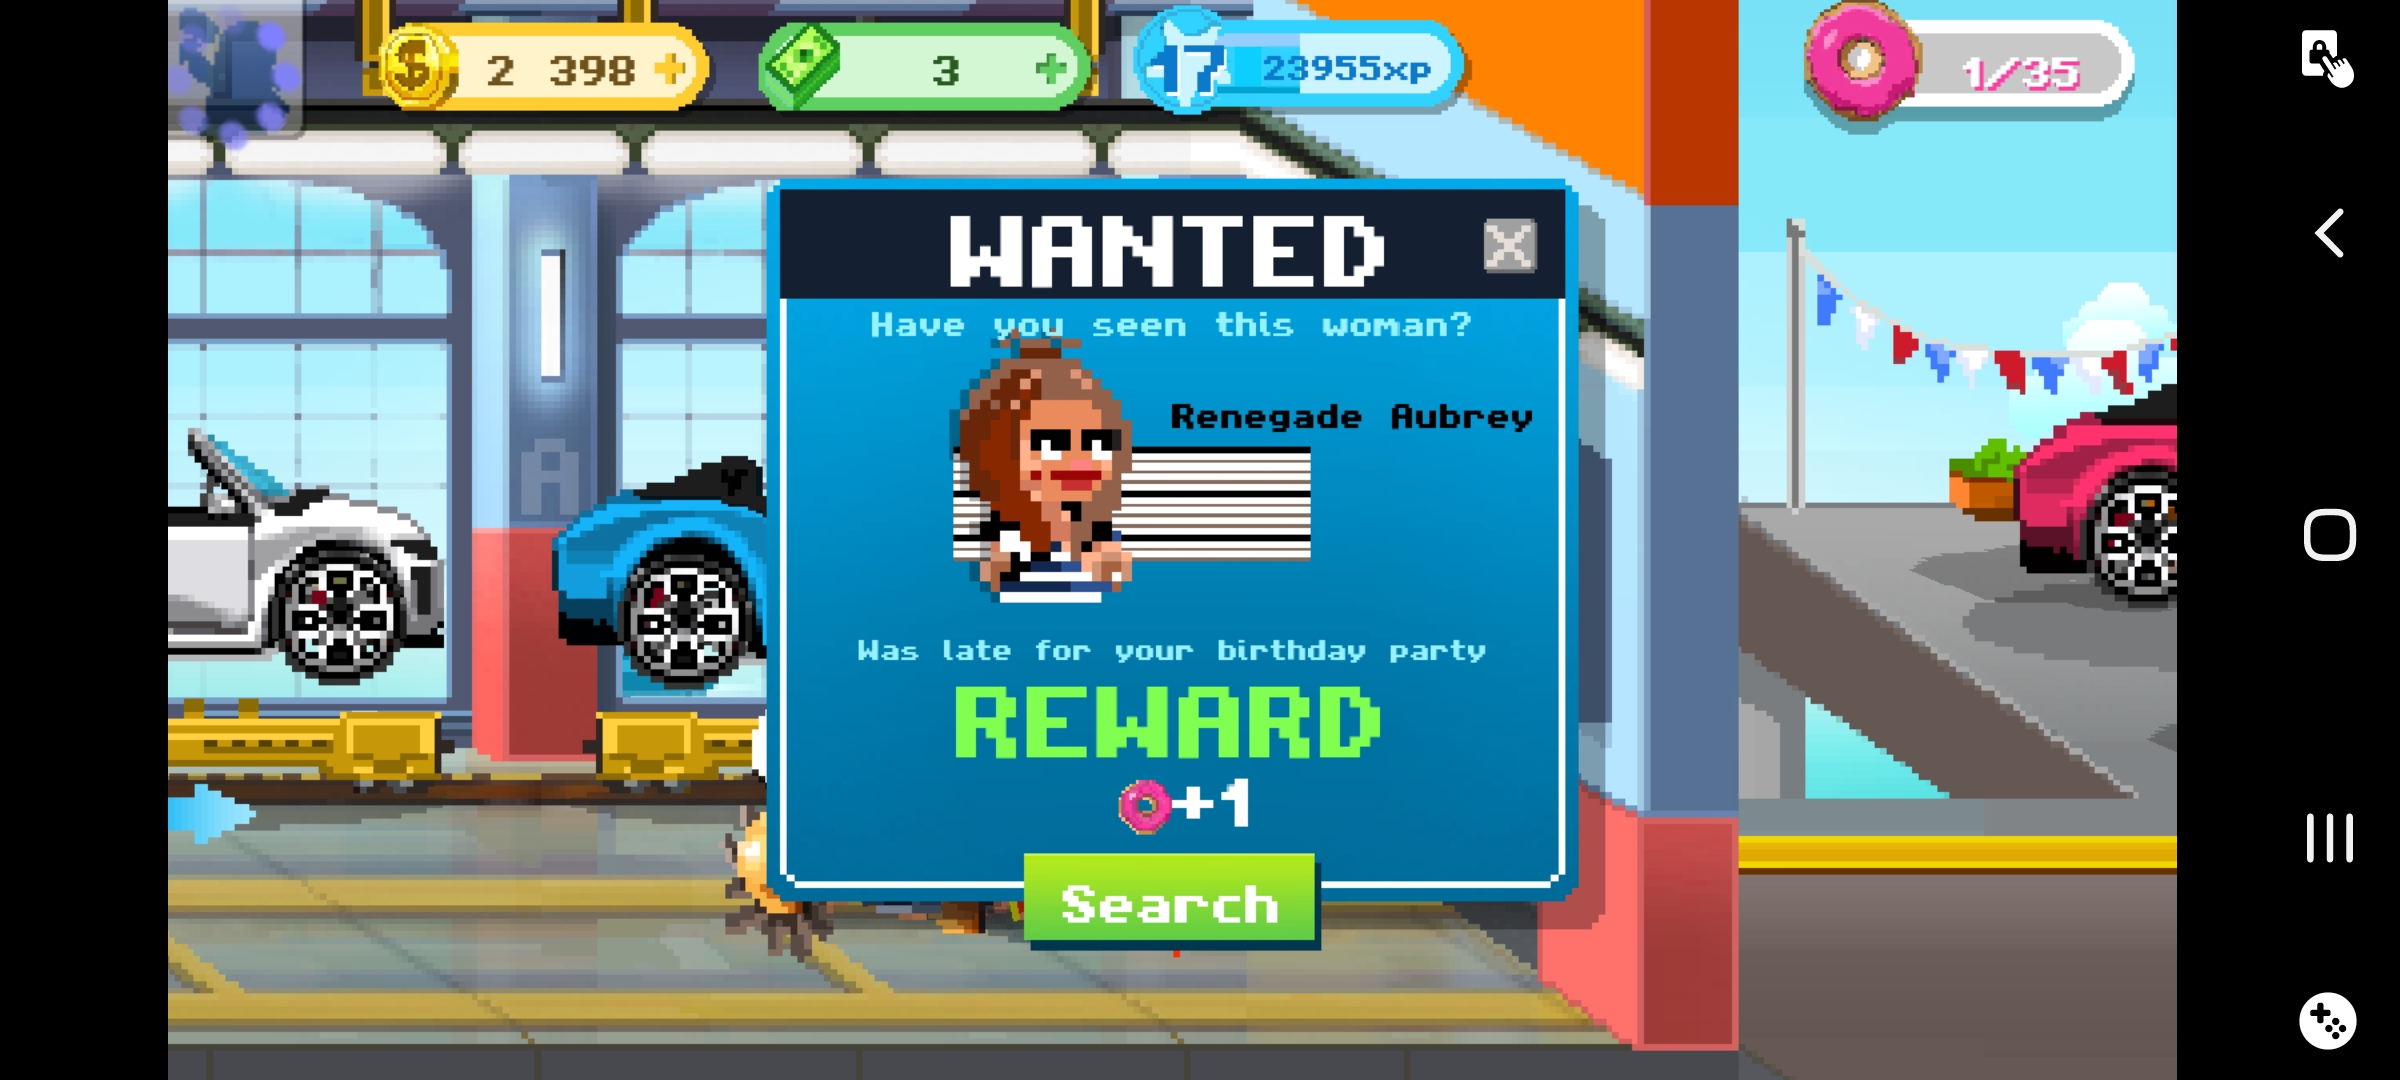 2 398 +
3 +
17 23955xp
1/35
WANTED
Have you seen this woman?
Renegade Aubrey
A
Was late for your birthday party
REWARD
+1
Search